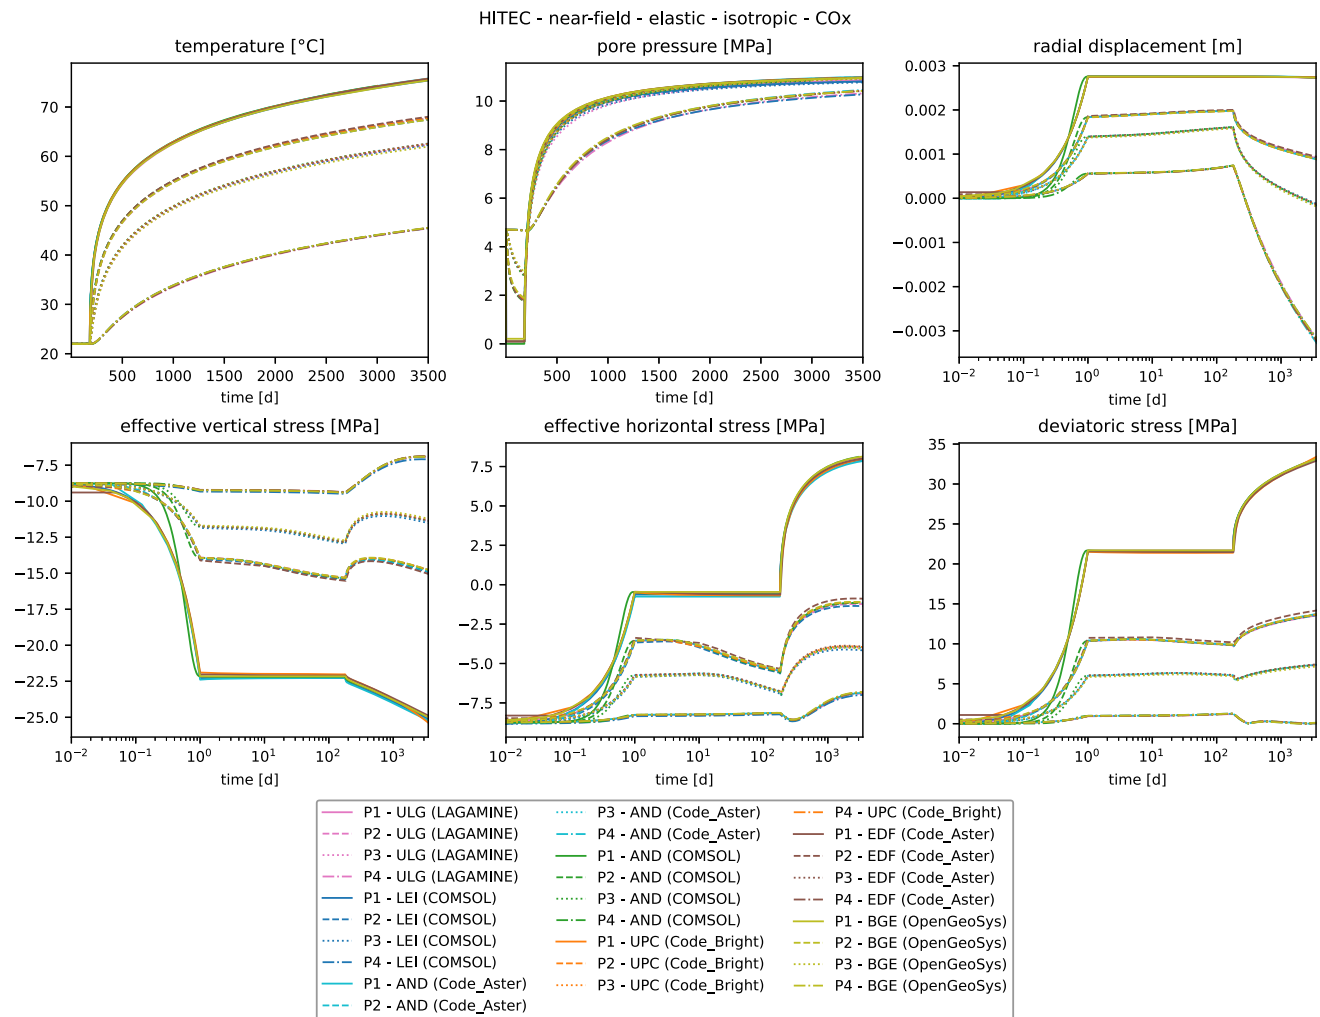 HITEC - near-field - elastic - isotropic - COx
temperature [°C]
pore pressure [MPa]
radial displacement [m]
70
60
50
40
30
20
500 1000 1500 2000 2500 3000 3500
time [d]
10
8
6
4
2
0
500 1000 1500 2000 2500 3000 3500
time [d]
0.003
0.002
0.001
0.000
−0.001
−0.002
−0.003
10⁻² 10⁻¹ 10⁰ 10¹ 10² 10³
time [d]
effective vertical stress [MPa]
effective horizontal stress [MPa]
deviatoric stress [MPa]
−7.5
−10.0
−12.5
−15.0
−17.5
−20.0
−22.5
−25.0
10⁻² 10⁻¹ 10⁰ 10¹ 10² 10³
time [d]
7.5
5.0
2.5
0.0
−2.5
−5.0
−7.5
10⁻² 10⁻¹ 10⁰ 10¹ 10² 10³
time [d]
35
30
25
20
15
10
5
0
10⁻² 10⁻¹ 10⁰ 10¹ 10² 10³
time [d]
P1 - ULG (LAGAMINE)
P2 - ULG (LAGAMINE)
P3 - ULG (LAGAMINE)
P4 - ULG (LAGAMINE)
P1 - LEI (COMSOL)
P2 - LEI (COMSOL)
P3 - LEI (COMSOL)
P4 - LEI (COMSOL)
P1 - AND (Code_Aster)
P2 - AND (Code_Aster)
P3 - AND (Code_Aster)
P4 - AND (Code_Aster)
P1 - AND (COMSOL)
P2 - AND (COMSOL)
P3 - AND (COMSOL)
P4 - AND (COMSOL)
P1 - UPC (Code_Bright)
P2 - UPC (Code_Bright)
P3 - UPC (Code_Bright)
P4 - UPC (Code_Bright)
P1 - EDF (Code_Aster)
P2 - EDF (Code_Aster)
P3 - EDF (Code_Aster)
P4 - EDF (Code_Aster)
P1 - BGE (OpenGeoSys)
P2 - BGE (OpenGeoSys)
P3 - BGE (OpenGeoSys)
P4 - BGE (OpenGeoSys)